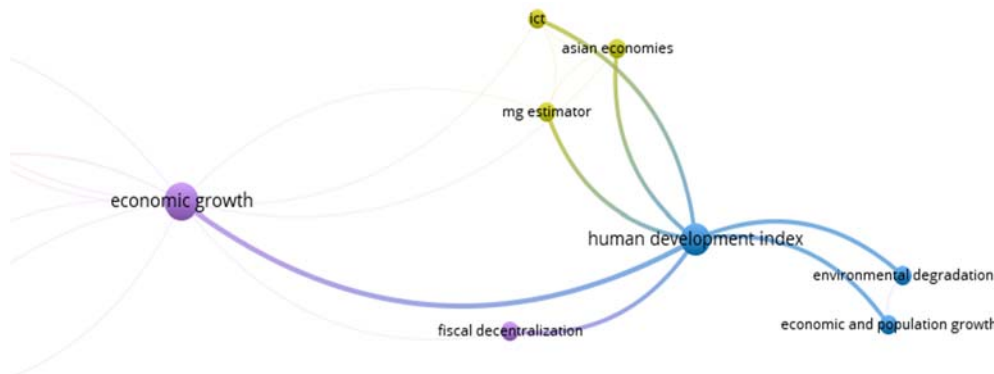 ict
asian economies
mg estimator
economic growth
human development index
environmental degradation
economic and population growth
fiscal decentralization